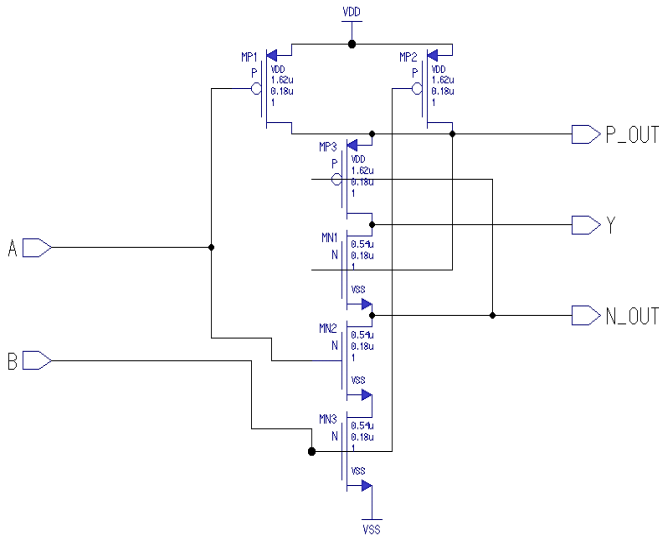 VDD
MP1
P
VDD
1.62u
0.18u
1
MP2
P
VDD
1.62u
0.18u
1
P_OUT
MP3
P
VDD
1.62u
0.18u
1
Y
MN1
N
0.54u
0.18u
1
VSS
A
N_OUT
MN2
N
0.54u
0.18u
1
VSS
B
MN3
N
0.54u
0.18u
1
VSS
VSS